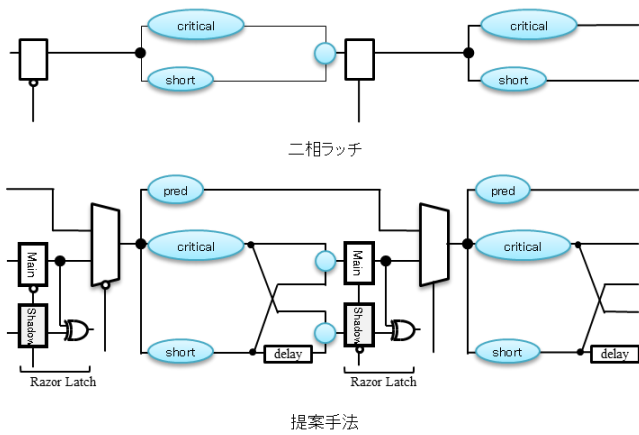 critical
critical
short
short
二相ラッチ
pred
pred
Main
critical
Main
critical
Shadow
Shadow
short
delay
short
delay
Razor Latch
Razor Latch
提案手法